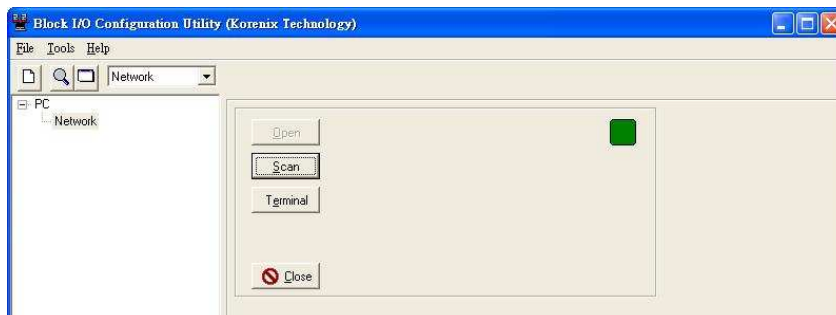 Block I/O Configuration Utility (Korenix Technology)
File Tools Help
Network
PC
Network
Open
Scan
Terminal
Close